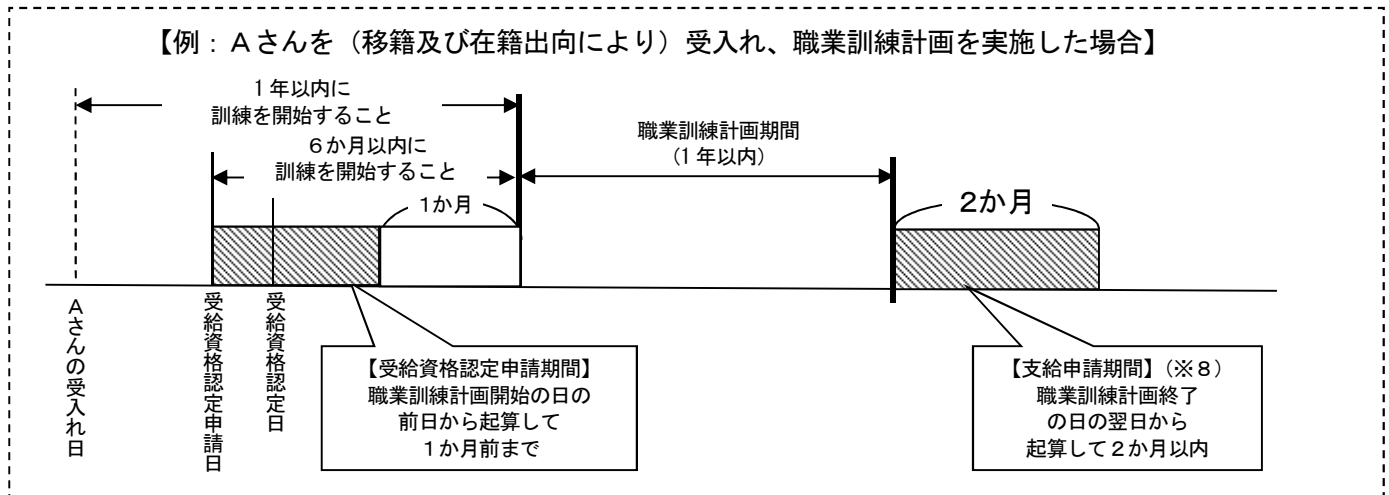 【例：Ａさんを（移籍及び在籍出向により）受入れ、職業訓練計画を実施した場合】
１年以内に
訓練を開始すること
６か月以内に
訓練を開始すること
1か月
職業訓練計画期間
(１年以内)
２か月
Ａさんの受入れ日
受給資格認定申請日
受給資格認定日
【受給資格認定申請期間】
職業訓練計画開始の日の
前日から起算して
１か月前まで
【支給申請期間】(※８)
職業訓練計画終了
の日の翌日から
起算して２か月以内